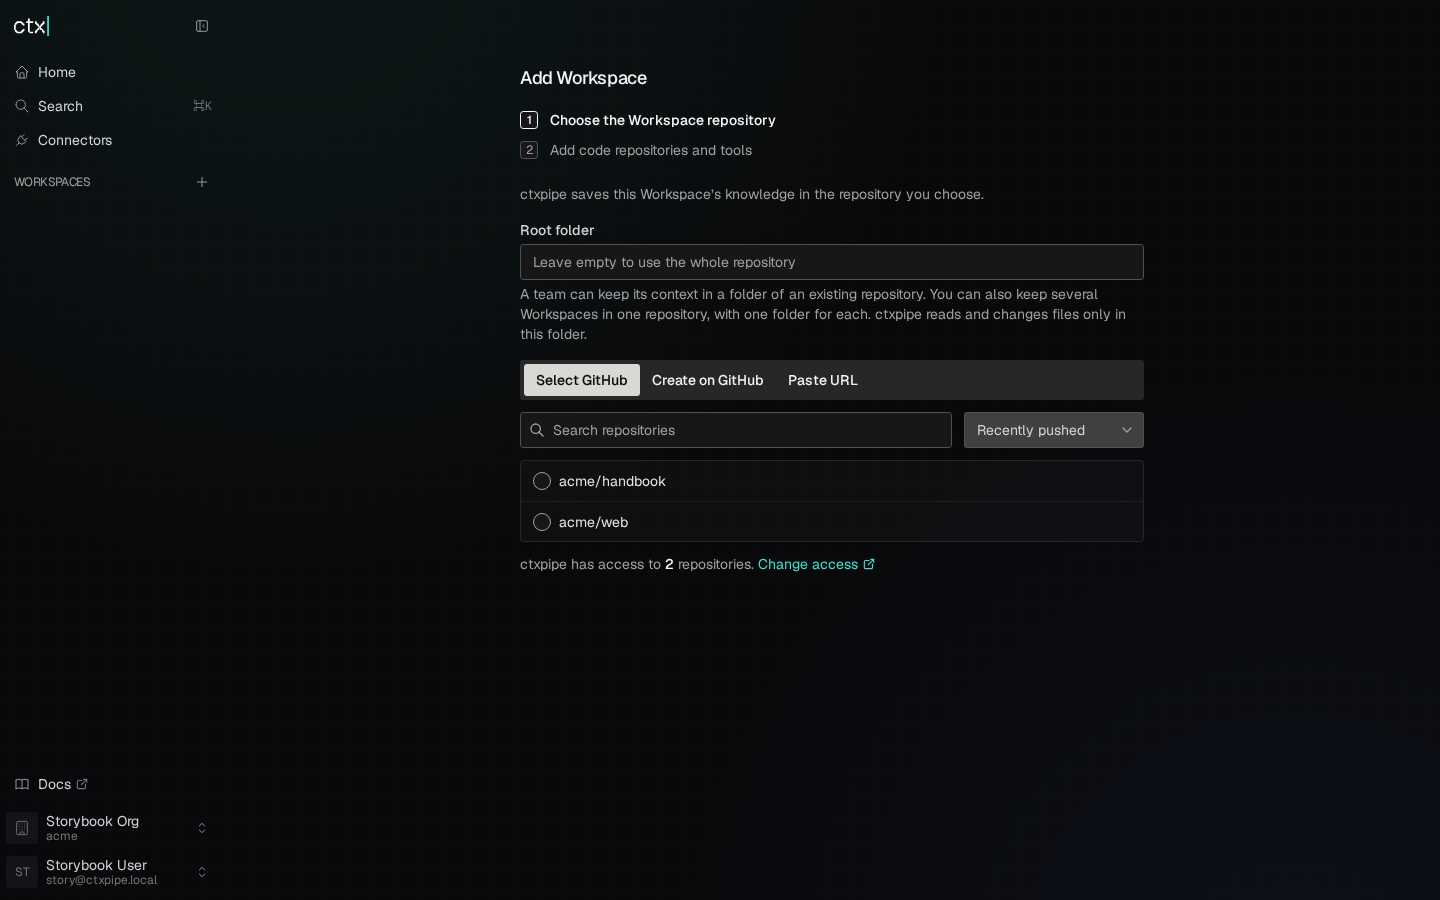 ctx
Home
Search ⌘K
Connectors
WORKSPACES
Add Workspace
1 Choose the Workspace repository
2 Add code repositories and tools
ctxpipe saves this Workspace's knowledge in the repository you choose.
Root folder
Leave empty to use the whole repository
A team can keep its context in a folder of an existing repository. You can also keep several
Workspaces in one repository, with one folder for each. ctxpipe reads and changes files only in
this folder.
Select GitHub Create on GitHub Paste URL
Search repositories Recently pushed
acme/handbook
acme/web
ctxpipe has access to 2 repositories. Change access
Docs
Storybook Org
acme
ST Storybook User
story@ctxpipe.local